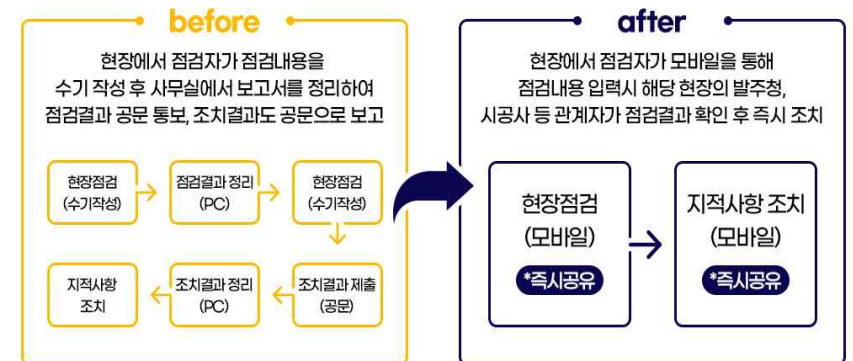 before
현장에서 점검자가 점검내용을
수기 작성 후 사무실에서 보고서를 정리하여
점검결과 공문 통보, 조치결과도 공문으로 보고
현장점검
(수기작성)
점검결과 정리
(PC)
현장점검
(수기작성)
지적사항
조치
조치결과 정리
(PC)
조치결과 제출
(공문)
after
현장에서 점검자가 모바일을 통해
점검내용 입력시 해당 현장의 발주청,
시공사 등 관계자가 점검결과 확인 후 즉시 조치
현장점검
(모바일)
*즉시공유
지적사항 조치
(모바일)
*즉시공유